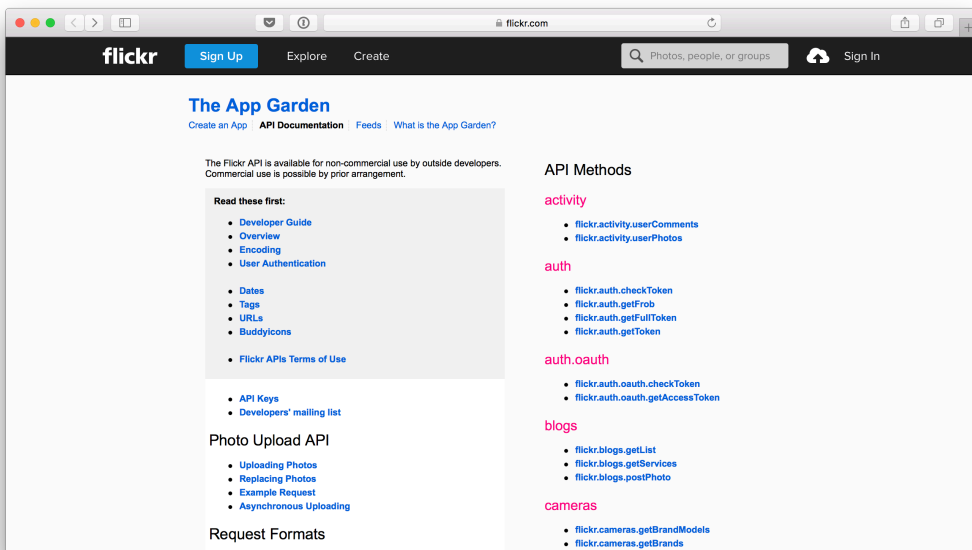 flickr.com
flickr
Sign Up
Explore
Create
Photos, people, or groups
Sign In
The App Garden
Create an App
API Documentation
Feeds
What is the App Garden?
The Flickr API is available for non-commercial use by outside developers.
Commercial use is possible by prior arrangement.
Read these first:
Developer Guide
Overview
Encoding
User Authentication
Dates
Tags
URLs
Buddyicons
Flickr APIs Terms of Use
API Keys
Developers' mailing list
Photo Upload API
Uploading Photos
Replacing Photos
Example Request
Asynchronous Uploading
Request Formats
API Methods
activity
flickr.activity.userComments
flickr.activity.userPhotos
auth
flickr.auth.checkToken
flickr.auth.getFrob
flickr.auth.getFullToken
flickr.auth.getToken
auth.oauth
flickr.auth.oauth.checkToken
flickr.auth.oauth.getAccessToken
blogs
flickr.blogs.getList
flickr.blogs.getServices
flickr.blogs.postPhoto
cameras
flickr.cameras.getBrandModels
flickr.cameras.getBrands